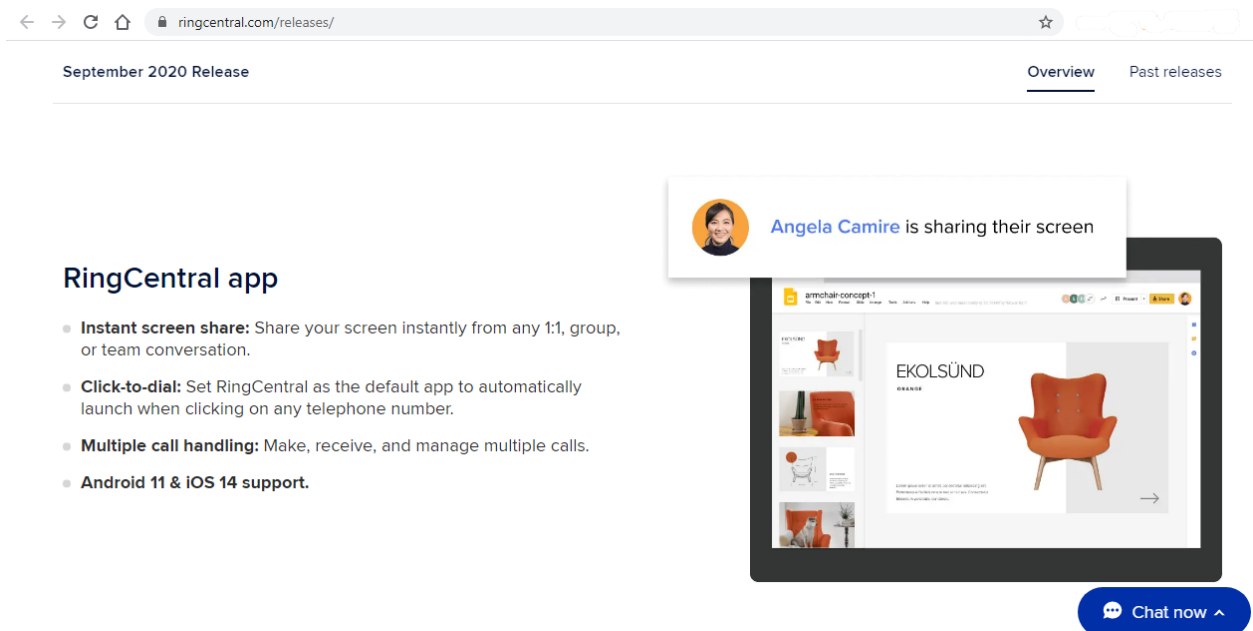 ringcentral.com/releases/
September 2020 Release
Overview
Past releases
Angela Camire is sharing their screen
RingCentral app
Instant screen share: Share your screen instantly from any 1:1, group,
or team conversation.
Click-to-dial: Set RingCentral as the default app to automatically
launch when clicking on any telephone number.
Multiple call handling: Make, receive, and manage multiple calls.
Android 11 & iOS 14 support.
armchair-concept-1
EKOLSÜND
ORANGE
Chat now